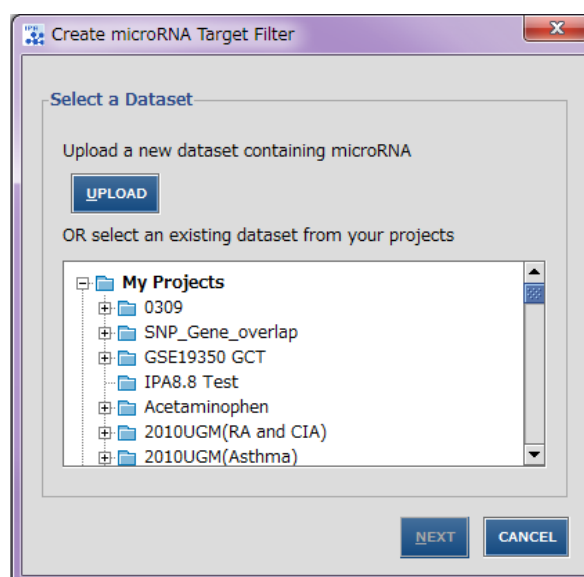 IPA
Create microRNA Target Filter
X
Select a Dataset
Upload a new dataset containing microRNA
UPLOAD
OR select an existing dataset from your projects
My Projects
0309
SNP_Gene_overlap
GSE19350 GCT
IPA8.8 Test
Acetaminophen
2010UGM(RA and CIA)
2010UGM(Asthma)
NEXT CANCEL